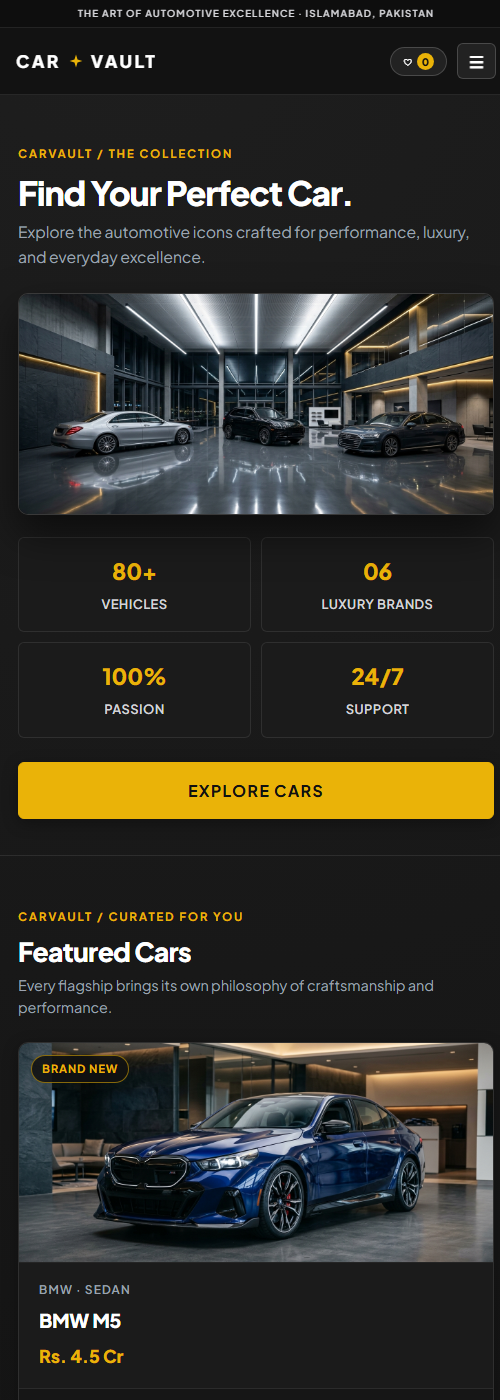 THE ART OF AUTOMOTIVE EXCELLENCE · ISLAMABAD, PAKISTAN
CAR ✦ VAULT
0
CARVAULT / THE COLLECTION
Find Your Perfect Car.
Explore the automotive icons crafted for performance, luxury,
and everyday excellence.
80+
VEHICLES
06
LUXURY BRANDS
100%
PASSION
24/7
SUPPORT
EXPLORE CARS
CARVAULT / CURATED FOR YOU
Featured Cars
Every flagship brings its own philosophy of craftsmanship and
performance.
BRAND NEW
BMW · SEDAN
BMW M5
Rs. 4.5 Cr